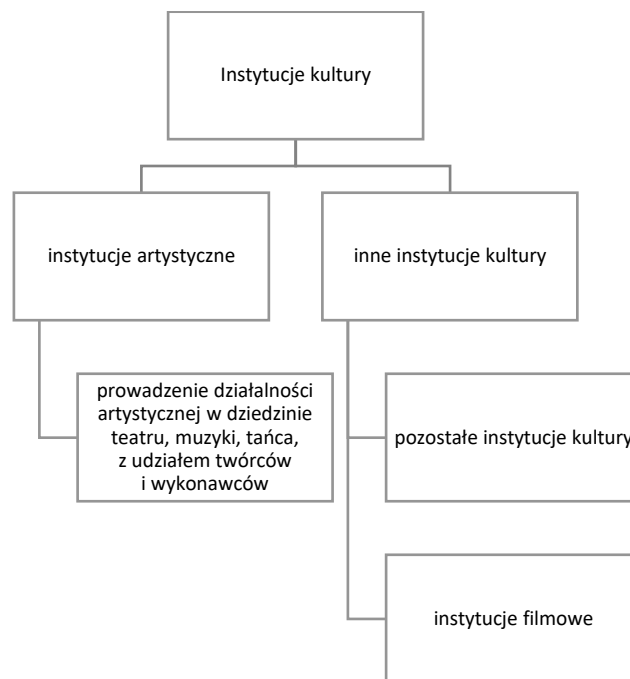 Instytucje kultury
instytucje artystyczne
inne instytucje kultury
prowadzenie działalności
artystycznej w dziedzinie
teatru, muzyki, tańca,
z udziałem twórców
i wykonawców
pozostałe instytucje kultury
instytucje filmowe